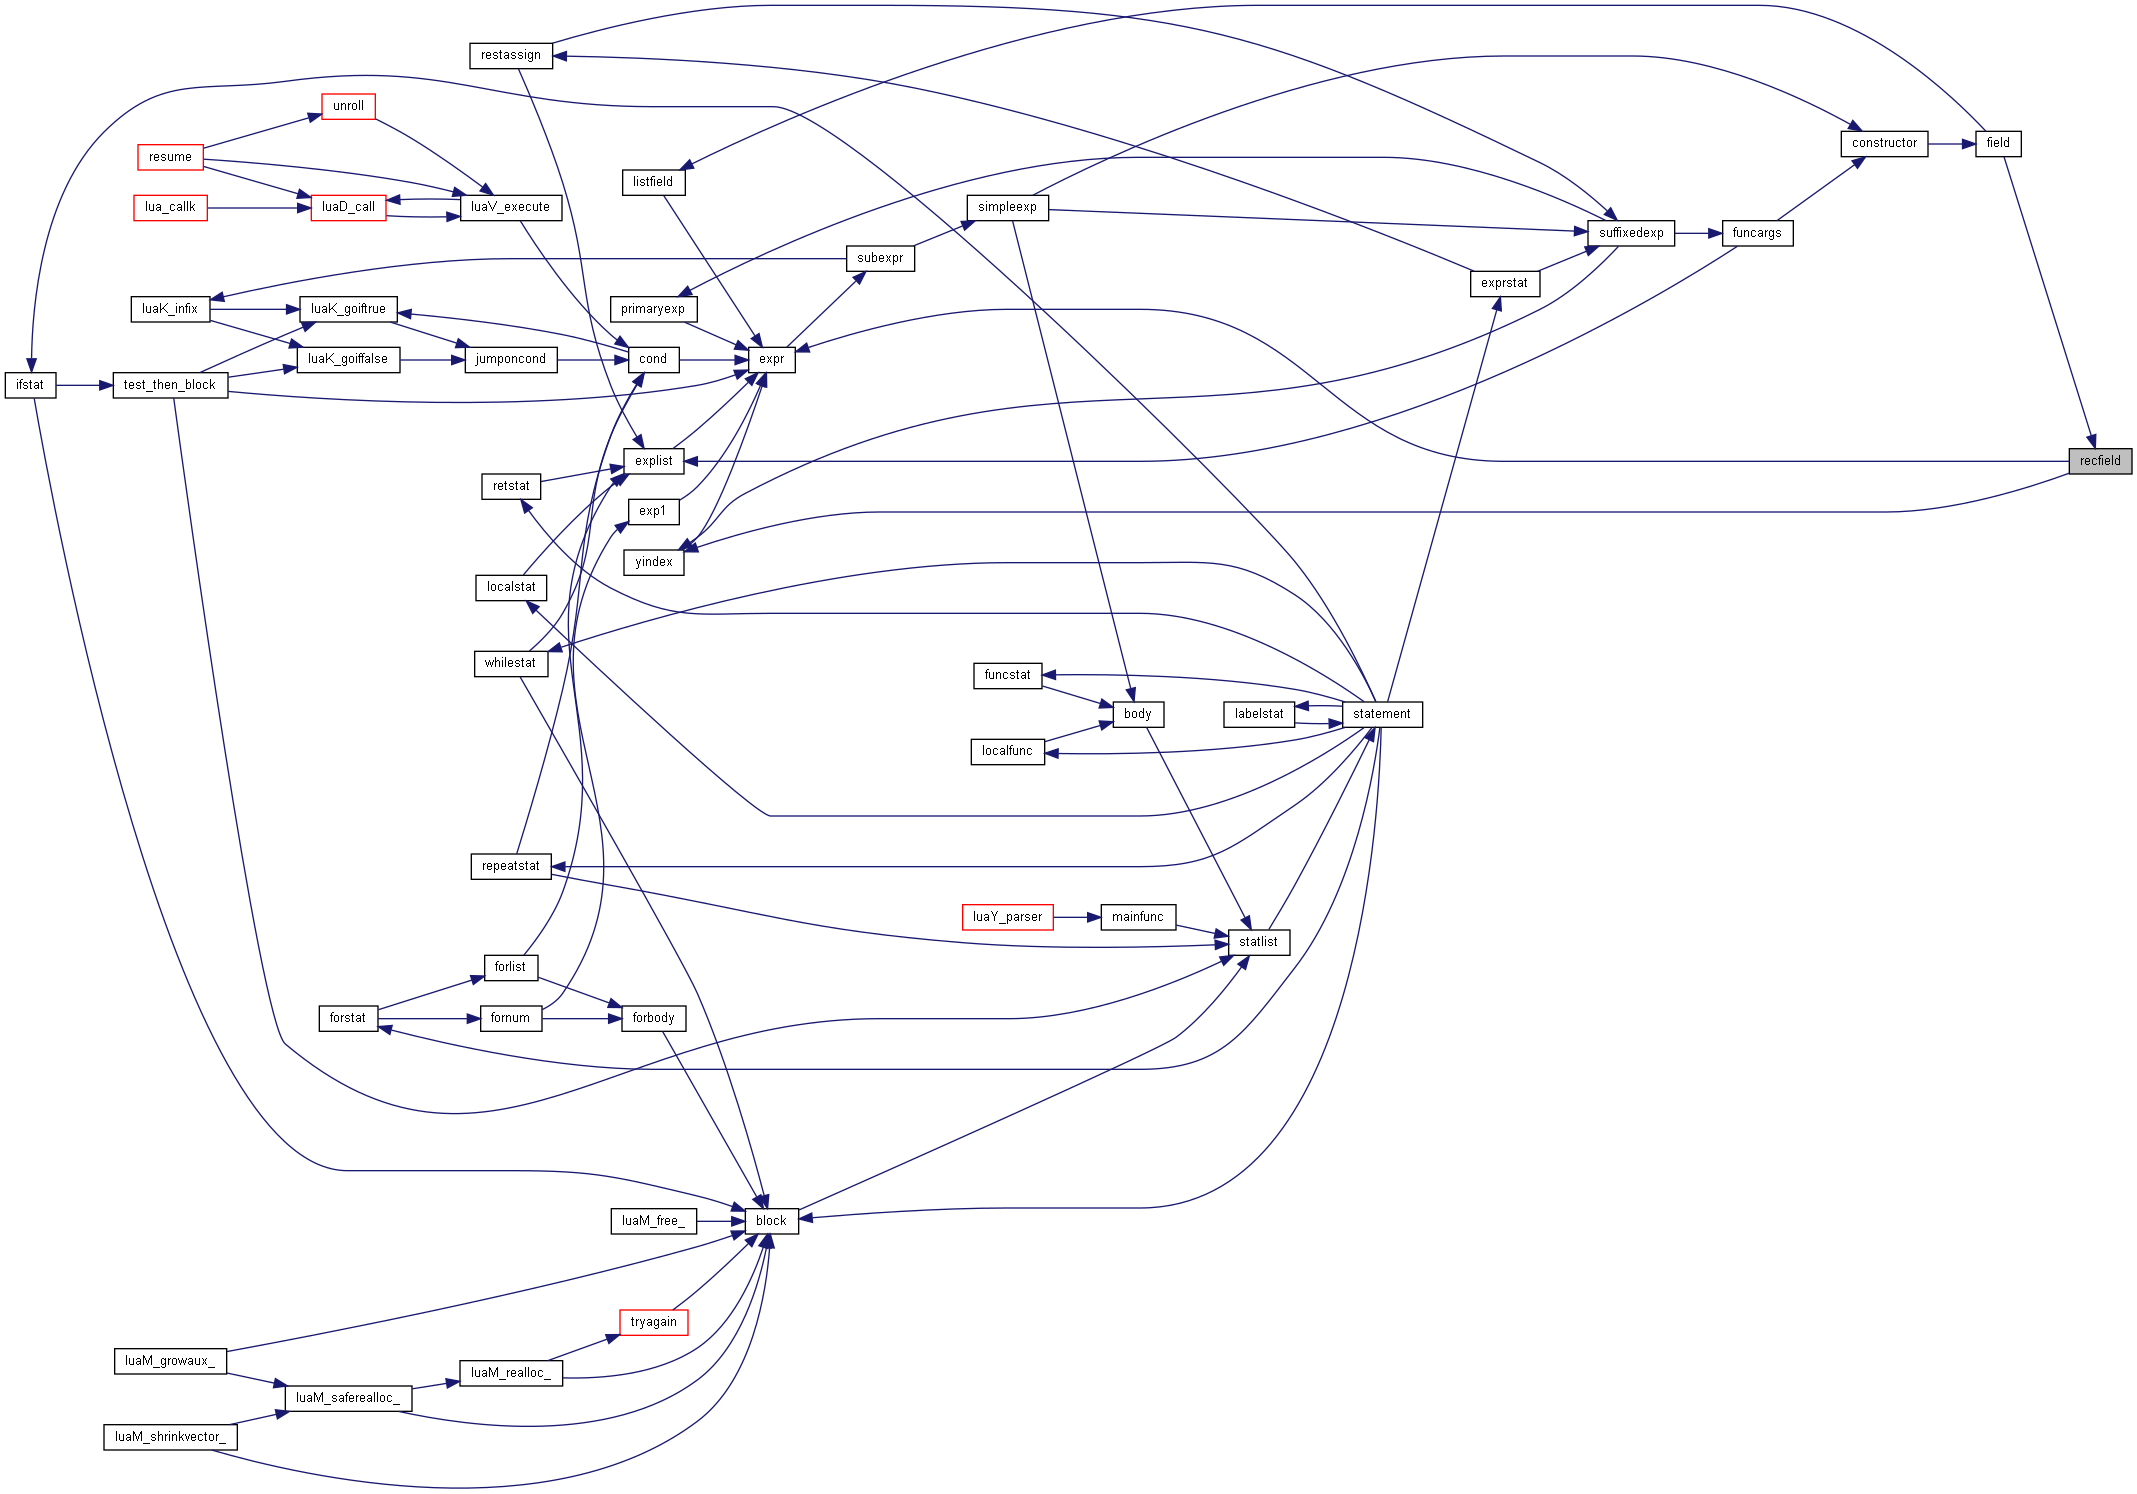 restassign
unroll
resume
constructor
field
listfield
lua_callk
luaD_call
luaV_execute
simpleexp
suffixedexp
funcargs
subexpr
exprstat
luaK_infix
luaK_goiftrue
primaryexp
luaK_goiffalse
jumponcond
cond
expr
ifstat
test_then_block
explist
recfield
retstat
exp1
yindex
localstat
whilestat
funcstat
body
labelstat
statement
localfunc
repeatstat
luaY_parser
mainfunc
statlist
forlist
forstat
fornum
forbody
luaM_free_
block
tryagain
luaM_growaux_
luaM_realloc_
luaM_saferealloc_
luaM_shrinkvector_